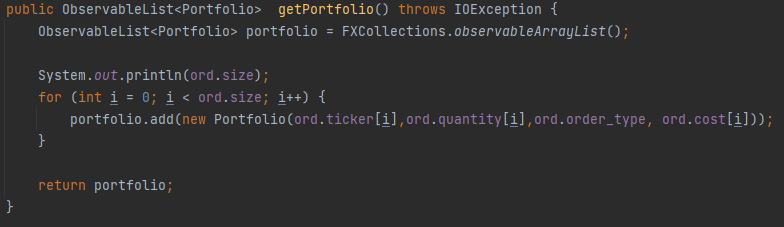 public ObservableList<Portfolio>  getPortfolio() throws IOException {
    ObservableList<Portfolio> portfolio = FXCollections.observableArrayList();

    System.out.println(ord.size);
    for (int i = 0; i < ord.size; i++) {
        portfolio.add(new Portfolio(ord.ticker[i],ord.quantity[i],ord.order_type, ord.cost[i]));
    }

    return portfolio;
}